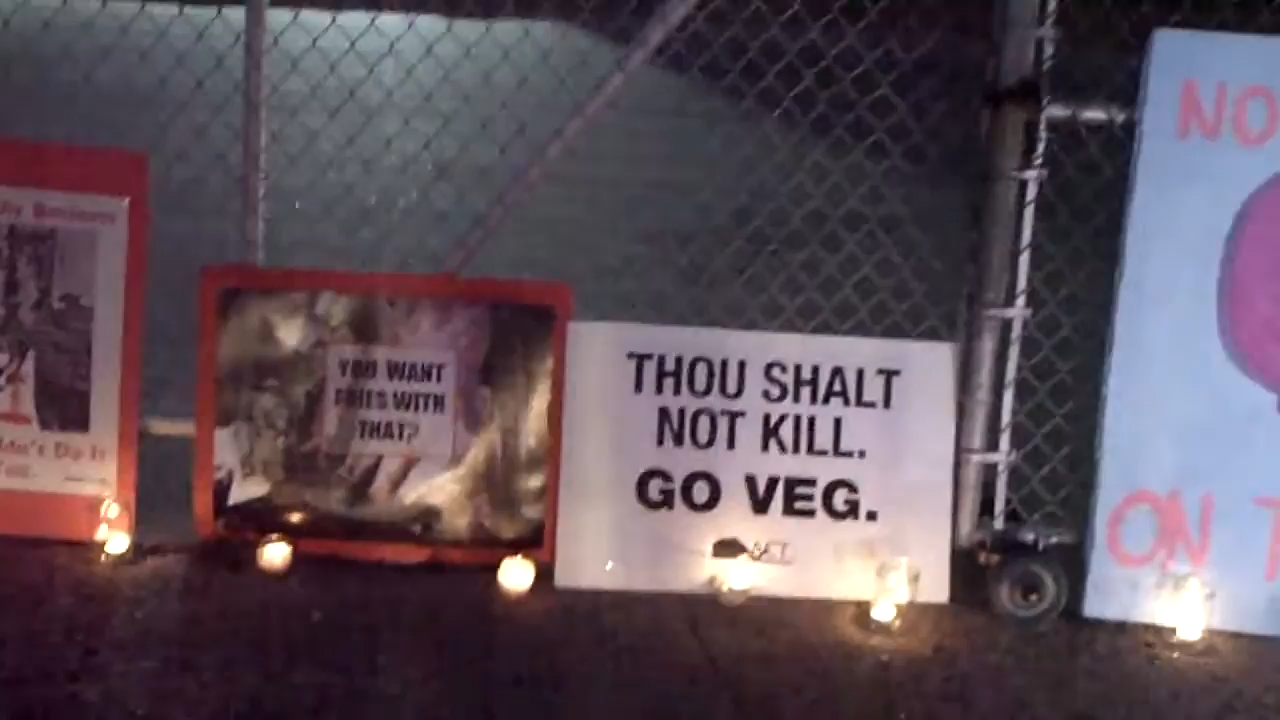 YOU WANT
FRIES WITH
THAT?
THOU SHALT
NOT KILL.
GO VEG.
NO
ON T